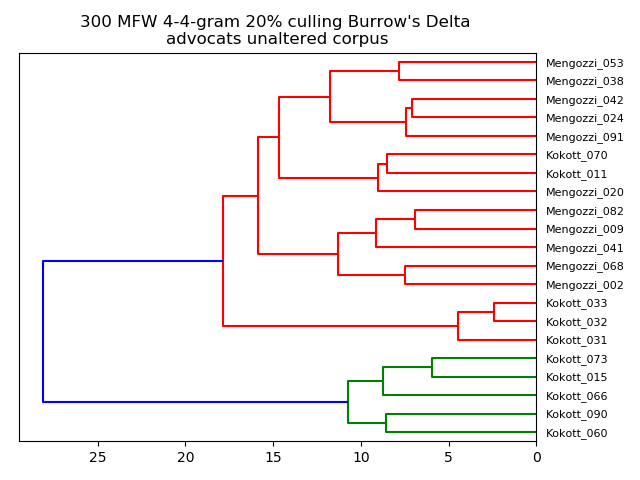 300 MFW 4-4-gram 20% culling Burrow's Delta
advocats unaltered corpus
Mengozzi_053
Mengozzi_038
Mengozzi_042
Mengozzi_024
Mengozzi_091
Kokott_070
Kokott_011
Mengozzi_020
Mengozzi_082
Mengozzi_009
Mengozzi_041
Mengozzi_068
Mengozzi_002
Kokott_033
Kokott_032
Kokott_031
Kokott_073
Kokott_015
Kokott_066
Kokott_090
Kokott_060
25 20 15 10 5 0